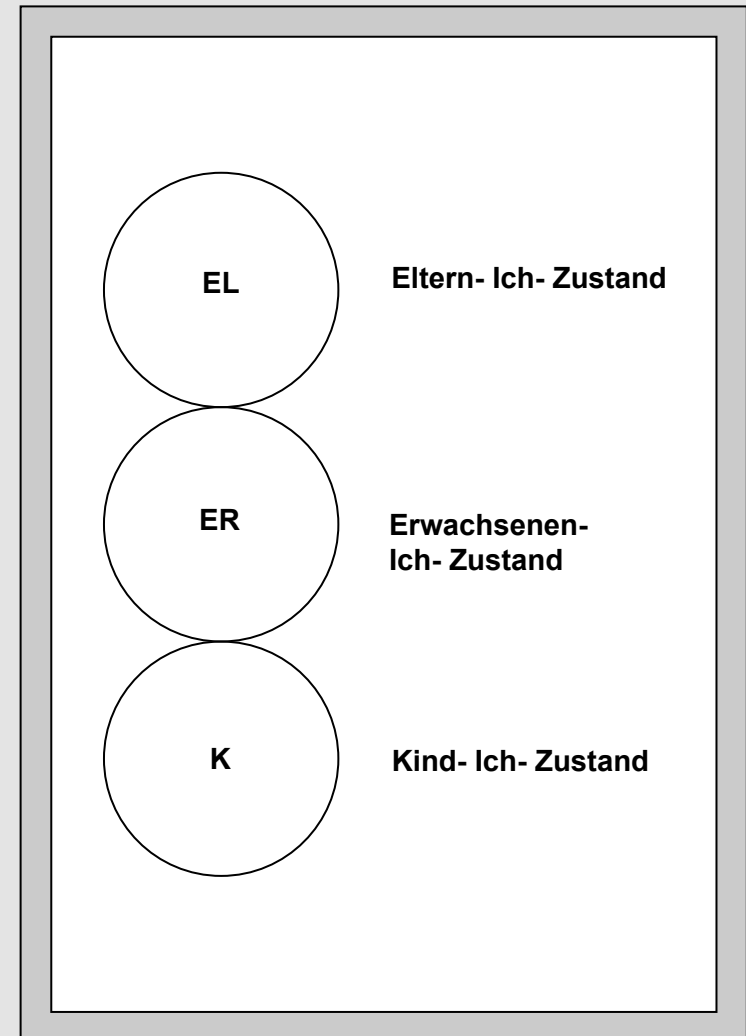 EL
Eltern- Ich- Zustand
ER
Erwachsenen-
Ich- Zustand
K
Kind- Ich- Zustand